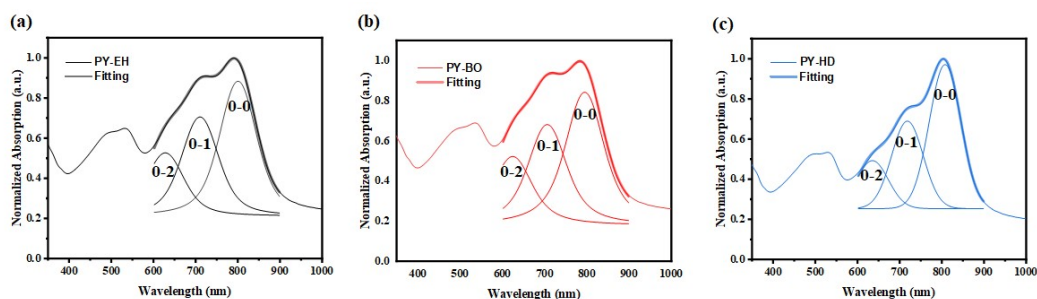 (a)
Normalized Absorption (a.u.)
1.0
0.8
0.6
0.4
0.2
0.0
PY-EH
Fitting
0-0
0-1
0-2
400 500 600 700 800 900 1000
Wavelength (nm)
(b)
Normalized Absorption (a.u.)
1.0
0.8
0.6
0.4
0.2
0.0
PY-BO
Fitting
0-0
0-1
0-2
400 500 600 700 800 900 1000
Wavelength (nm)
(c)
Normalized Absorption (a.u.)
1.0
0.8
0.6
0.4
0.2
0.0
PY-HD
Fitting
0-0
0-1
0-2
400 500 600 700 800 900 1000
Wavelength (nm)